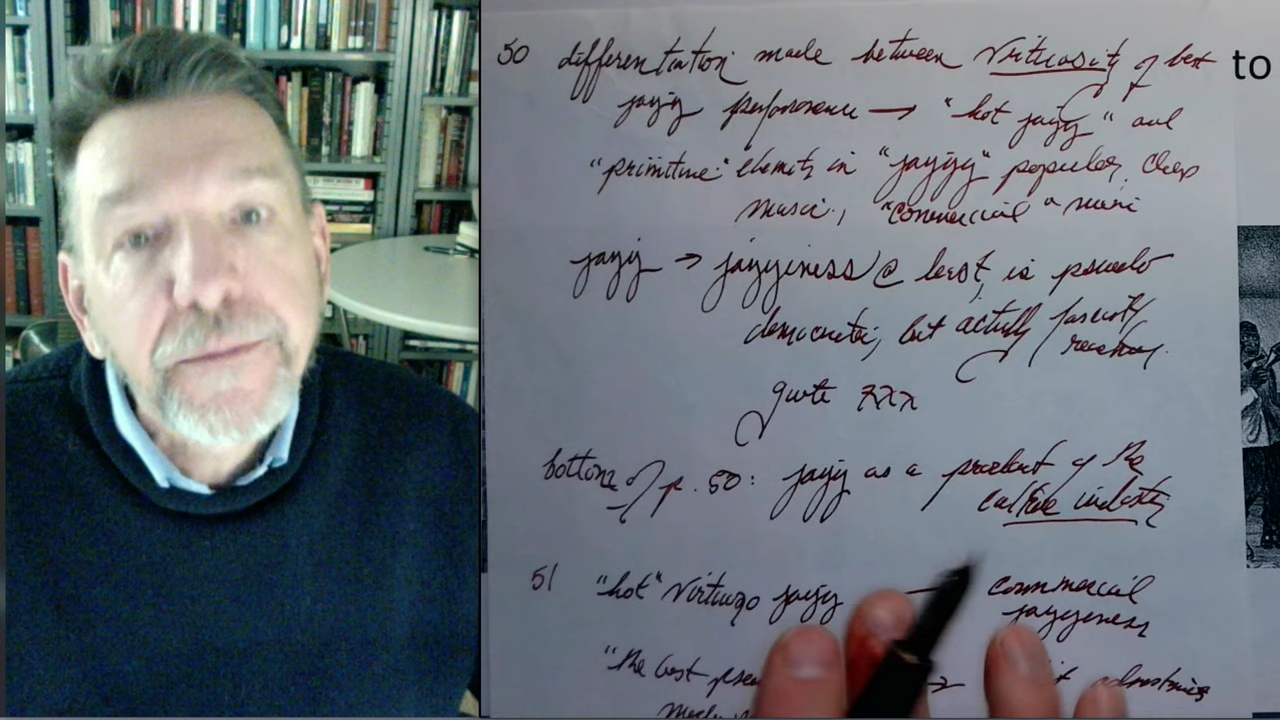 50 differentiation made between virtuosity of best
jazz performance → "hot jazz" and
"primitive" elements in "jazzy" popular, cheap
music, "commercial" music
jazz → jazziness @ best, is pseudo
democratic, but actually fascist/
reactionary.
quote xxx
bottom of p. 50: jazz as a product of the
culture industry
51 "hot" virtuoso jazz → commercial
jazziness
"the
to